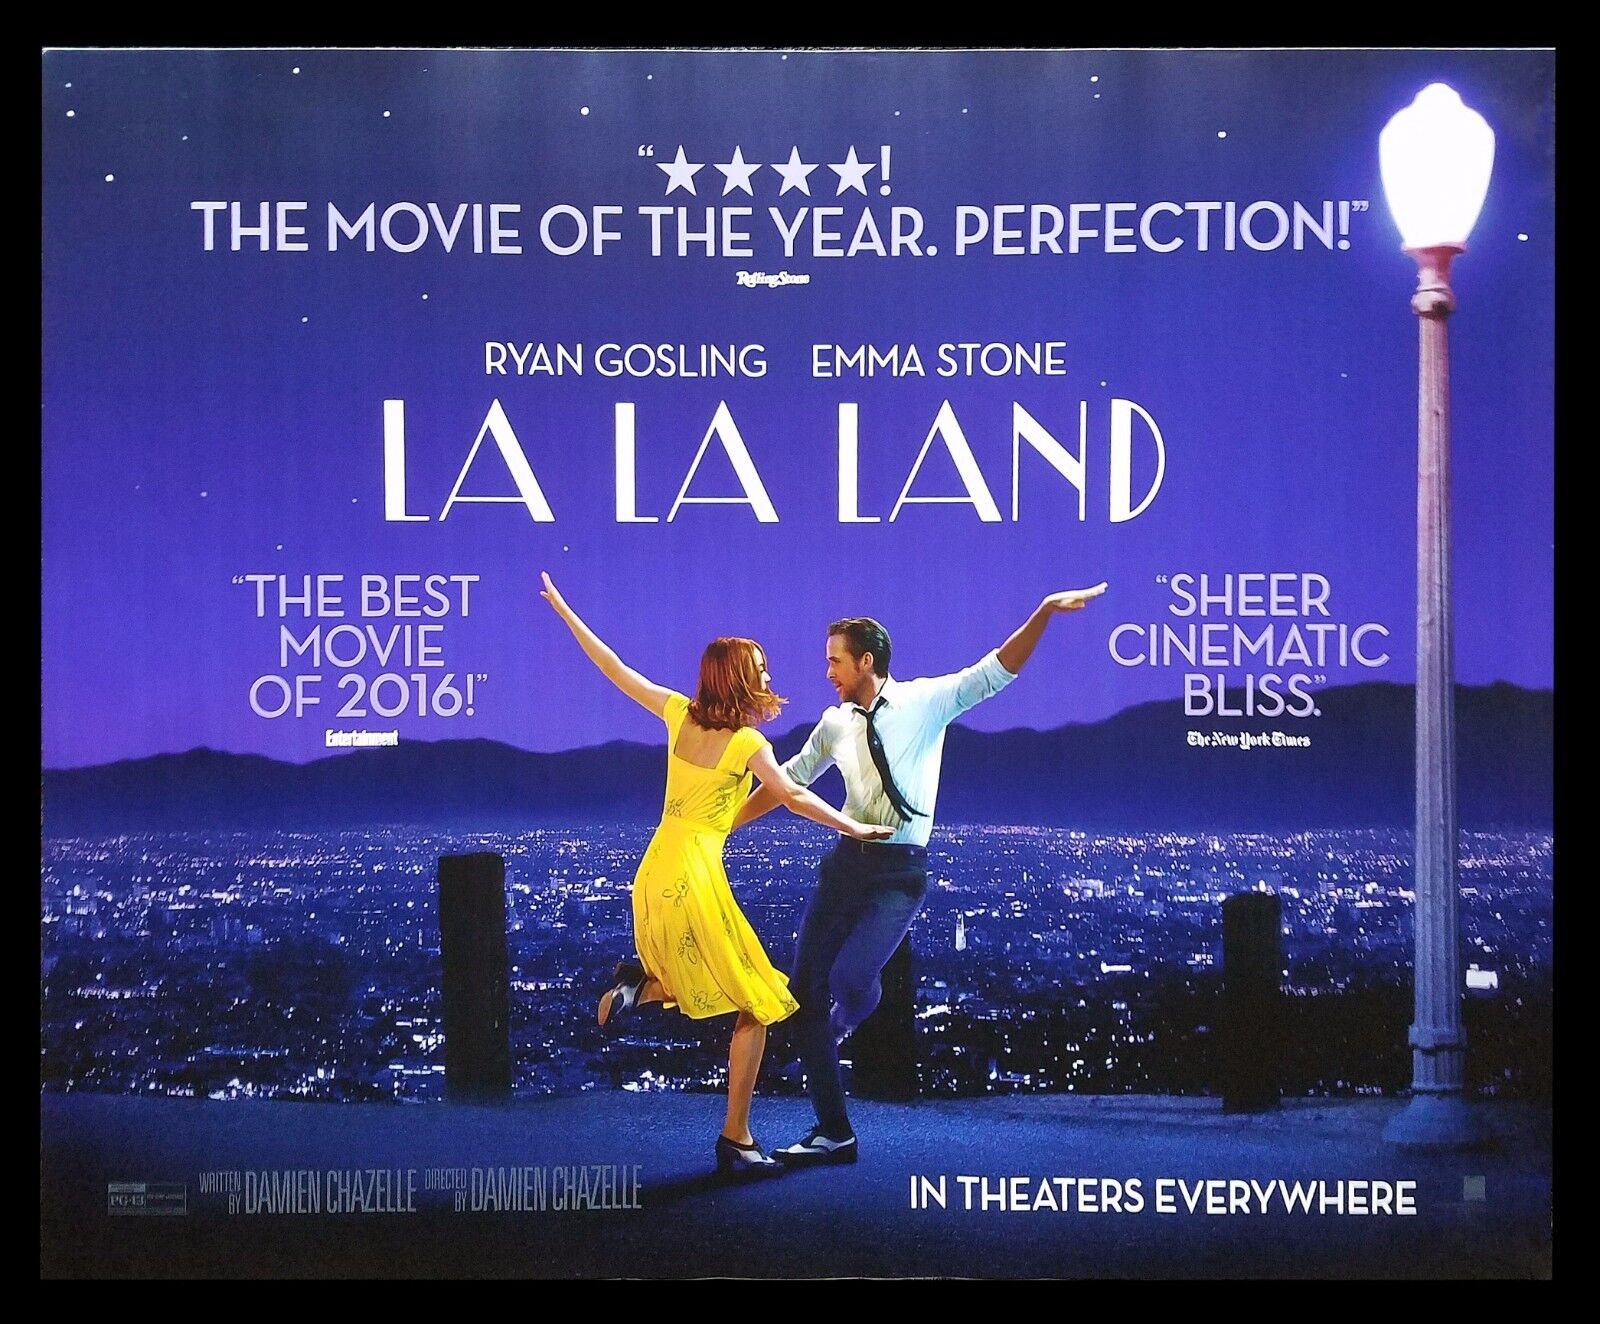 "★★★★!
THE MOVIE OF THE YEAR. PERFECTION!"
RollingStone
RYAN GOSLING EMMA STONE
LA LA LAND
"THE BEST
MOVIE
OF 2016!"
Entertainment
"SHEER
CINEMATIC
BLISS."
The New York Times
PG-13
WRITTEN BY DAMIEN CHAZELLE DIRECTED BY DAMIEN CHAZELLE
IN THEATERS EVERYWHERE